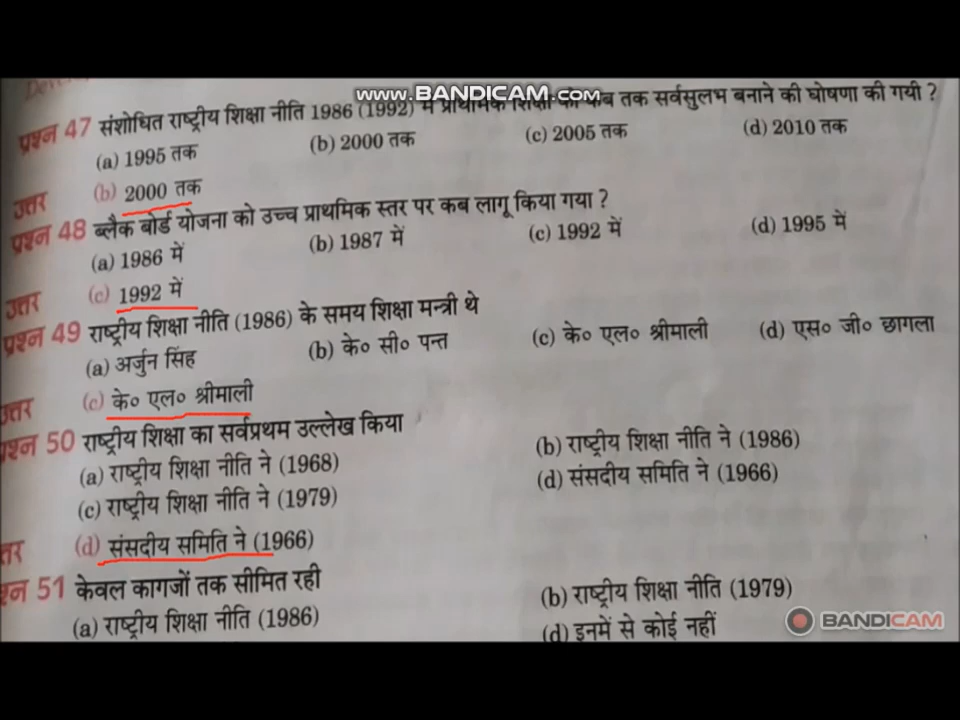 www.BANDICAM.com
प्रश्न 47 संशोधित राष्ट्रीय शिक्षा नीति 1986 (1992) में प्राथमिक शिक्षा को कब तक सर्वसुलभ बनाने की घोषणा की गयी ?
(a) 1995 तक (b) 2000 तक (c) 2005 तक (d) 2010 तक
उत्तर (b) 2000 तक
प्रश्न 48 ब्लैक बोर्ड योजना को उच्च प्राथमिक स्तर पर कब लागू किया गया ?
(a) 1986 में (b) 1987 में (c) 1992 में (d) 1995 में
उत्तर (c) 1992 में
प्रश्न 49 राष्ट्रीय शिक्षा नीति (1986) के समय शिक्षा मन्त्री थे
(a) अर्जुन सिंह (b) के० सी० पन्त (c) के० एल० श्रीमाली (d) एस० जी० छागला
उत्तर (c) के० एल० श्रीमाली
प्रश्न 50 राष्ट्रीय शिक्षा का सर्वप्रथम उल्लेख किया
(a) राष्ट्रीय शिक्षा नीति ने (1968) (b) राष्ट्रीय शिक्षा नीति ने (1986)
(c) राष्ट्रीय शिक्षा नीति ने (1979) (d) संसदीय समिति ने (1966)
त्तर (d) संसदीय समिति ने (1966)
श्न 51 केवल कागजों तक सीमित रही
(a) राष्ट्रीय शिक्षा नीति (1986) (b) राष्ट्रीय शिक्षा नीति (1979)
(d) इनमें से कोई नहीं
BANDICAM